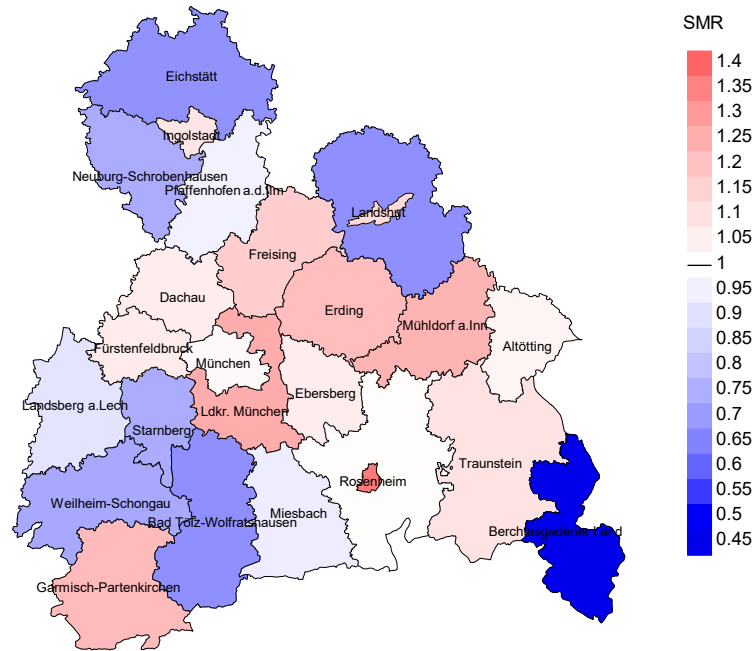 SMR
1.4
1.35
1.3
1.25
1.2
1.15
1.1
1.05
1
0.95
0.9
0.85
0.8
0.75
0.7
0.65
0.6
0.55
0.5
0.45
Eichstätt
Ingolstadt
Neuburg-Schrobenhausen
Pfaffenhofen a.d.Ilm
Landshut
Freising
Dachau
Erding
Mühldorf a.Inn
Altötting
Fürstenfeldbruck
München
Ebersberg
Landsberg a.Lech
Ldkr. München
Starnberg
Traunstein
Rosenheim
Miesbach
Weilheim-Schongau
Bad Tölz-Wolfratshausen
Berchtesgadener Land
Garmisch-Partenkirchen